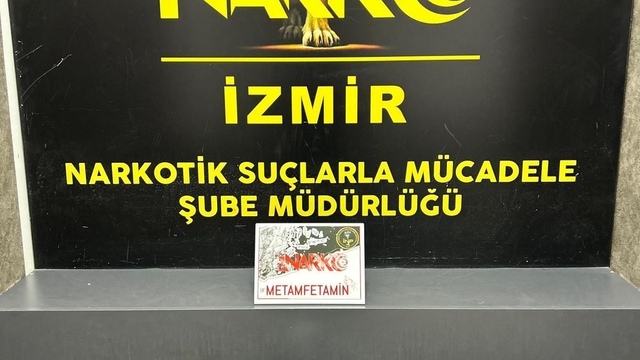 NARKO
İZMİR
NARKOTİK SUÇLARLA MÜCADELE
ŞUBE MÜDÜRLÜĞÜ
NARKO
METAMFETAMİN